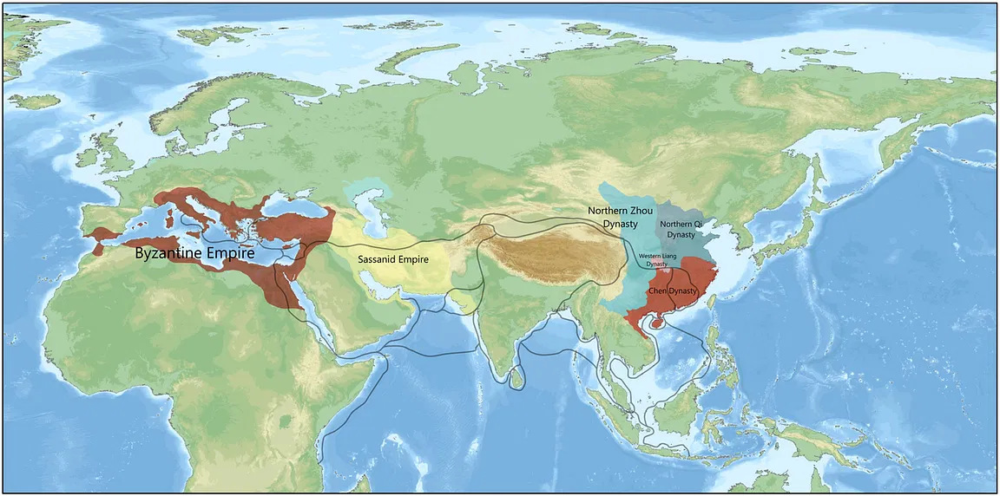 Northern Zhou
Dynasty
Northern Qi
Dynasty
Byzantine Empire
Sassanid Empire
Western Liang
Dynasty
Chen Dynasty